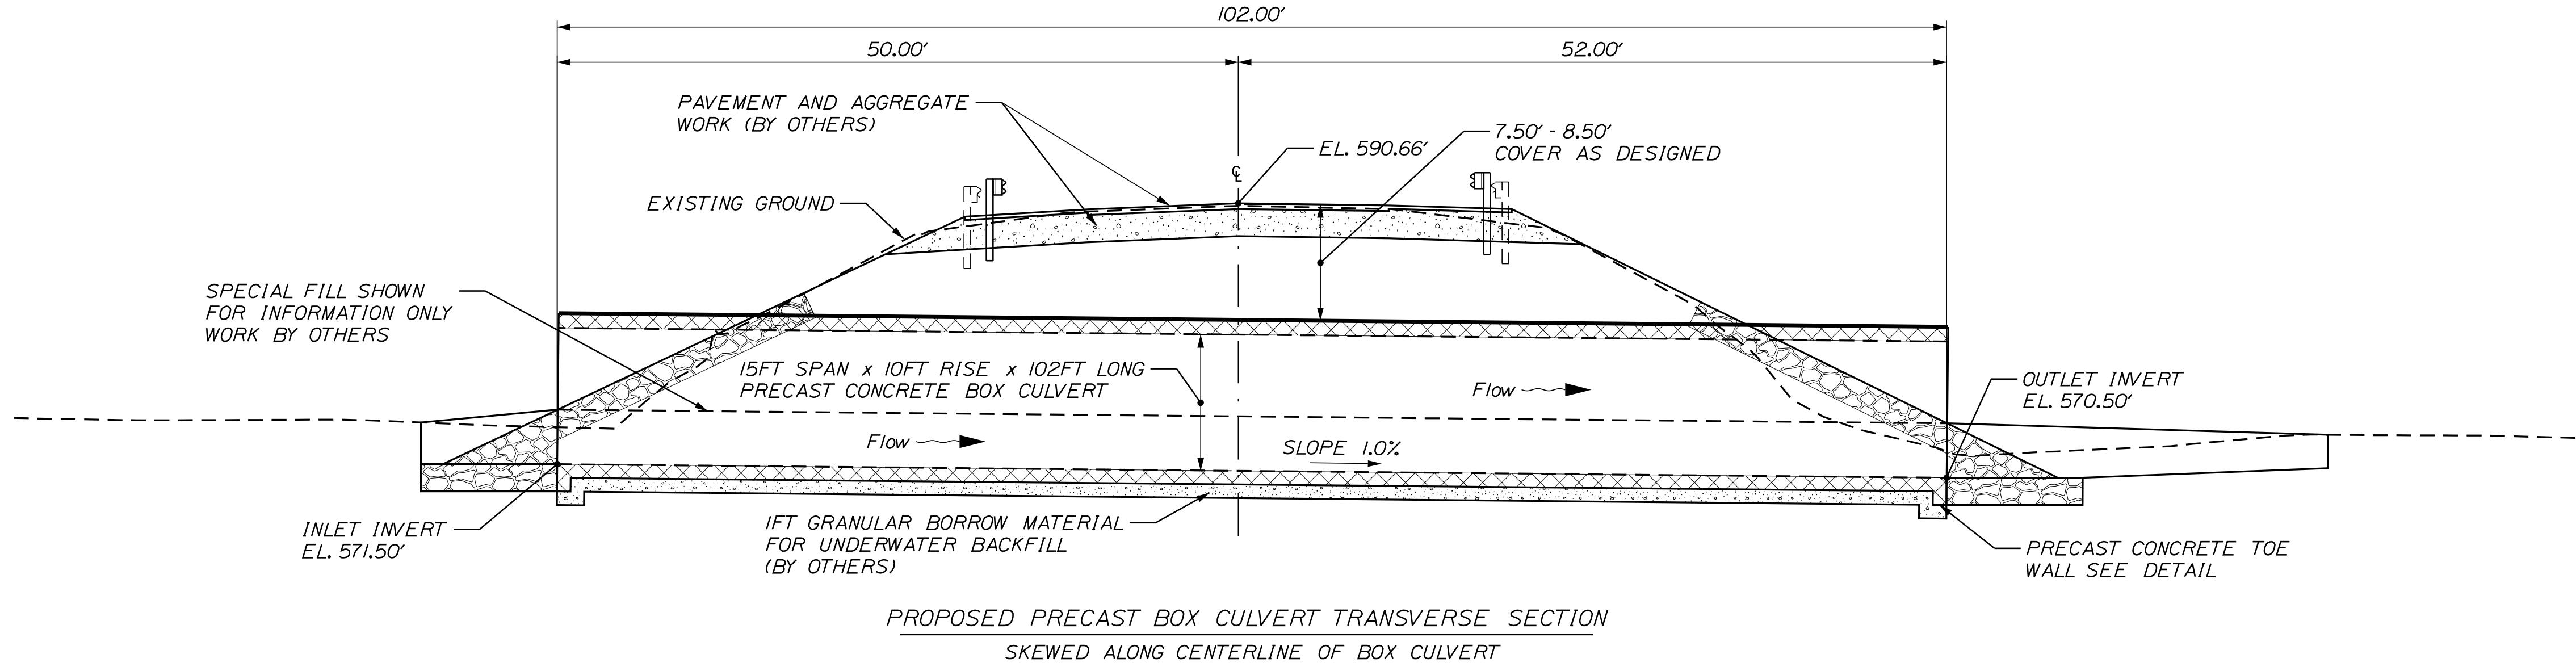 102.00'
50.00'
52.00'
PAVEMENT AND AGGREGATE
WORK (BY OTHERS)
EL. 590.66'
7.50' - 8.50'
COVER AS DESIGNED
℄
EXISTING GROUND
SPECIAL FILL SHOWN
FOR INFORMATION ONLY
WORK BY OTHERS
15FT SPAN x 10FT RISE x 102FT LONG
PRECAST CONCRETE BOX CULVERT
Flow
OUTLET INVERT
EL. 570.50'
Flow
SLOPE 1.0%
INLET INVERT
EL. 571.50'
1FT GRANULAR BORROW MATERIAL
FOR UNDERWATER BACKFILL
(BY OTHERS)
PRECAST CONCRETE TOE
WALL SEE DETAIL
PROPOSED PRECAST BOX CULVERT TRANSVERSE SECTION
SKEWED ALONG CENTERLINE OF BOX CULVERT